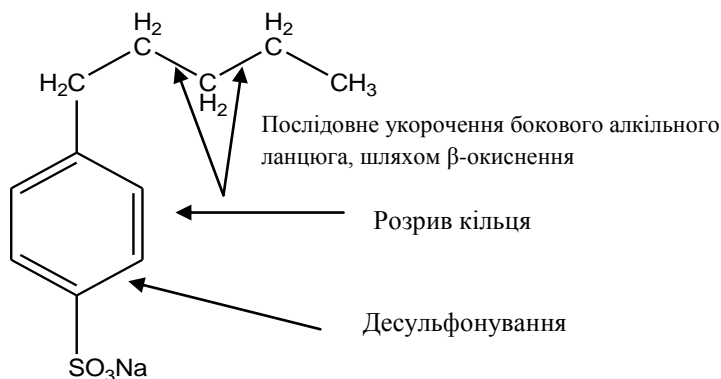 H2
C
H2
C
H2C
C
H2
CH3
Послідовне укорочення бокового алкільного
ланцюга, шляхом β-окиснення
Розрив кільця
Десульфонування
SO3Na